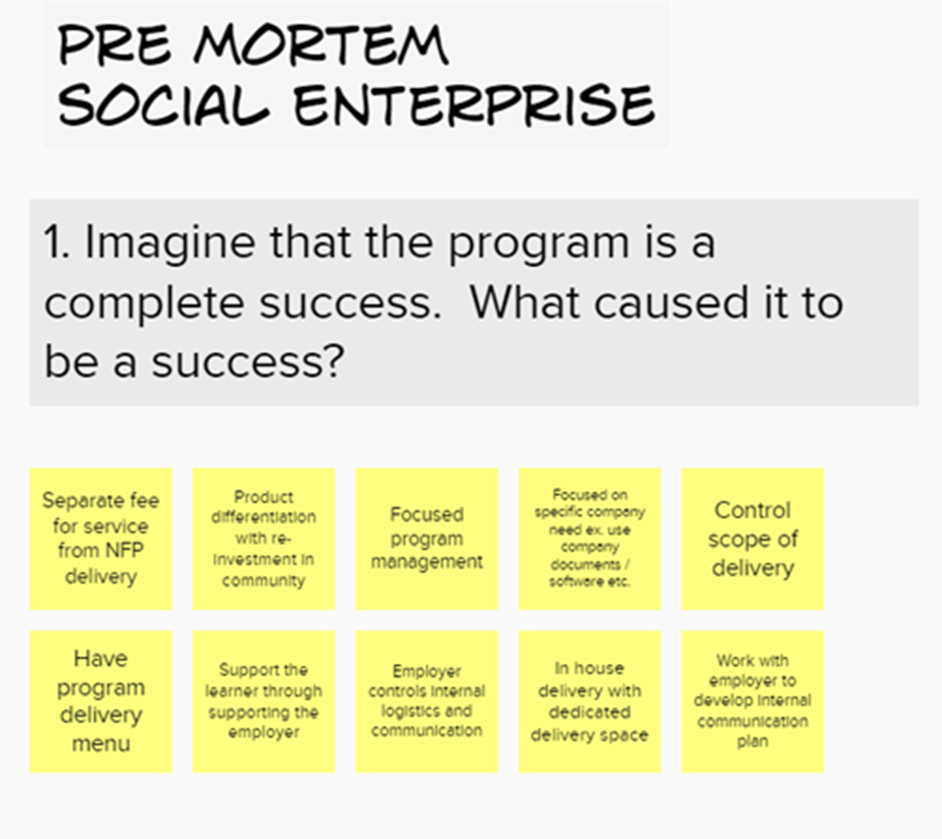 PRE MORTEM
SOCIAL ENTERPRISE
1. Imagine that the program is a
complete success.  What caused it to
be a success?
Separate fee
for service
from NFP
delivery
Product
differentiation
with re-
investment in
community
Focused
program
management
Focused on
specific company
need ex. use
company
documents /
software etc.
Control
scope of
delivery
Have
program
delivery
menu
Support the
learner through
supporting the
employer
Employer
controls internal
logistics and
communication
In house
delivery with
dedicated
delivery space
Work with
employer to
develop internal
communication
plan